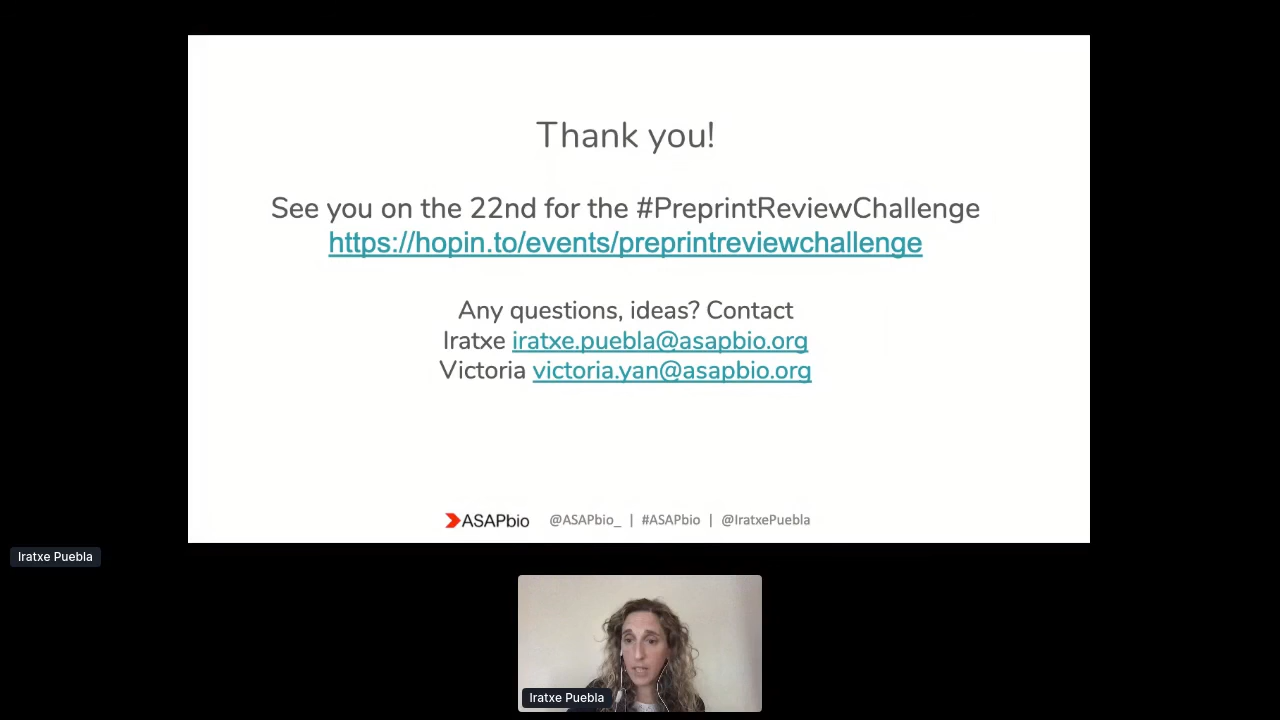 Thank you!
See you on the 22nd for the #PreprintReviewChallenge
https://hopin.to/events/preprintreviewchallenge
Any questions, ideas? Contact
Iratxe iratxe.puebla@asapbio.org
Victoria victoria.yan@asapbio.org
ASAPbio @ASAPbio_ | #ASAPbio | @IratxePuebla
Iratxe Puebla
Iratxe Puebla